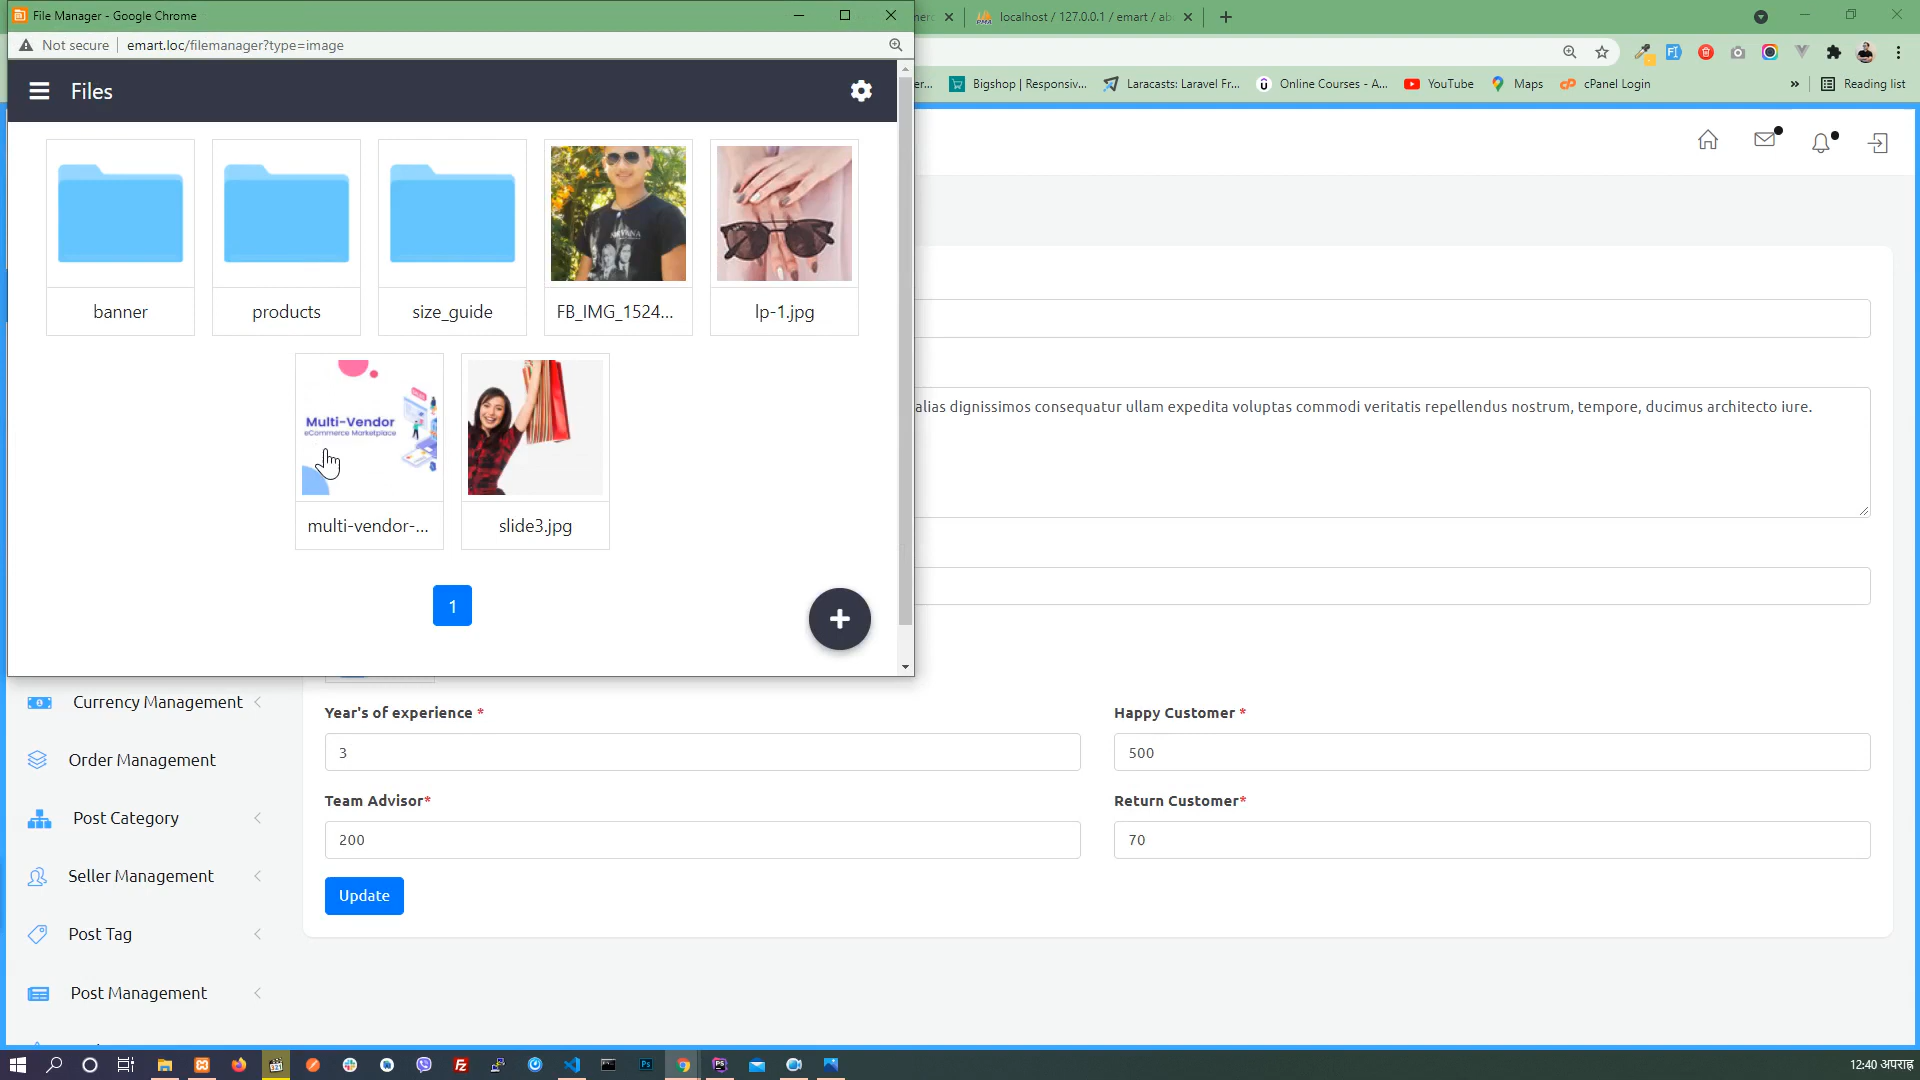 File Manager - Google Chrome
Not secure
emart.loc/filemanager?type=image
localhost / 127.0.0.1 / emart / ab
Bigshop | Responsiv...
Laracasts: Laravel Fr...
Online Courses - A...
YouTube
Maps
cPanel Login
»
Reading list
Files
banner
products
size_guide
FB_IMG_1524...
lp-1.jpg
Multi-Vendor
eCommerce Marketplace
multi-vendor-...
slide3.jpg
1
alias dignissimos consequatur ullam expedita voluptas commodi veritatis repellendus nostrum, tempore, ducimus architecto iure.
Currency Management
Order Management
Post Category
Seller Management
Post Tag
Post Management
Year's of experience *
3
Happy Customer *
500
Team Advisor*
200
Return Customer*
70
Update
12:40 अपराह्न